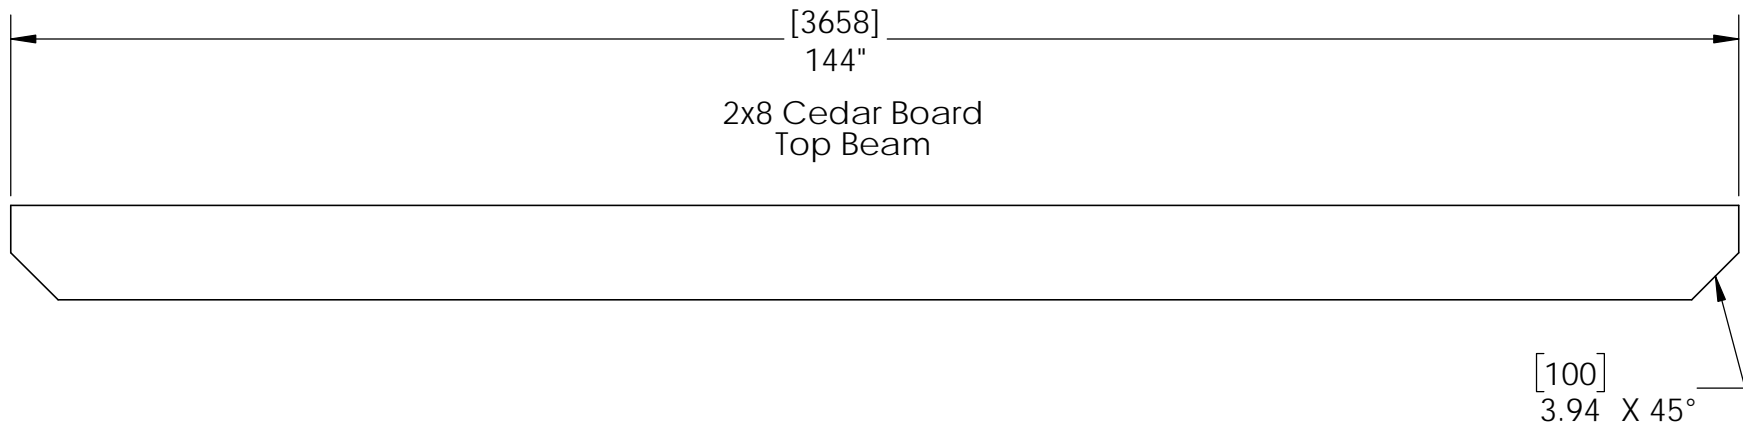 [3658]
144"
2x8 Cedar Board
Top Beam
[100]
3.94 X 45°